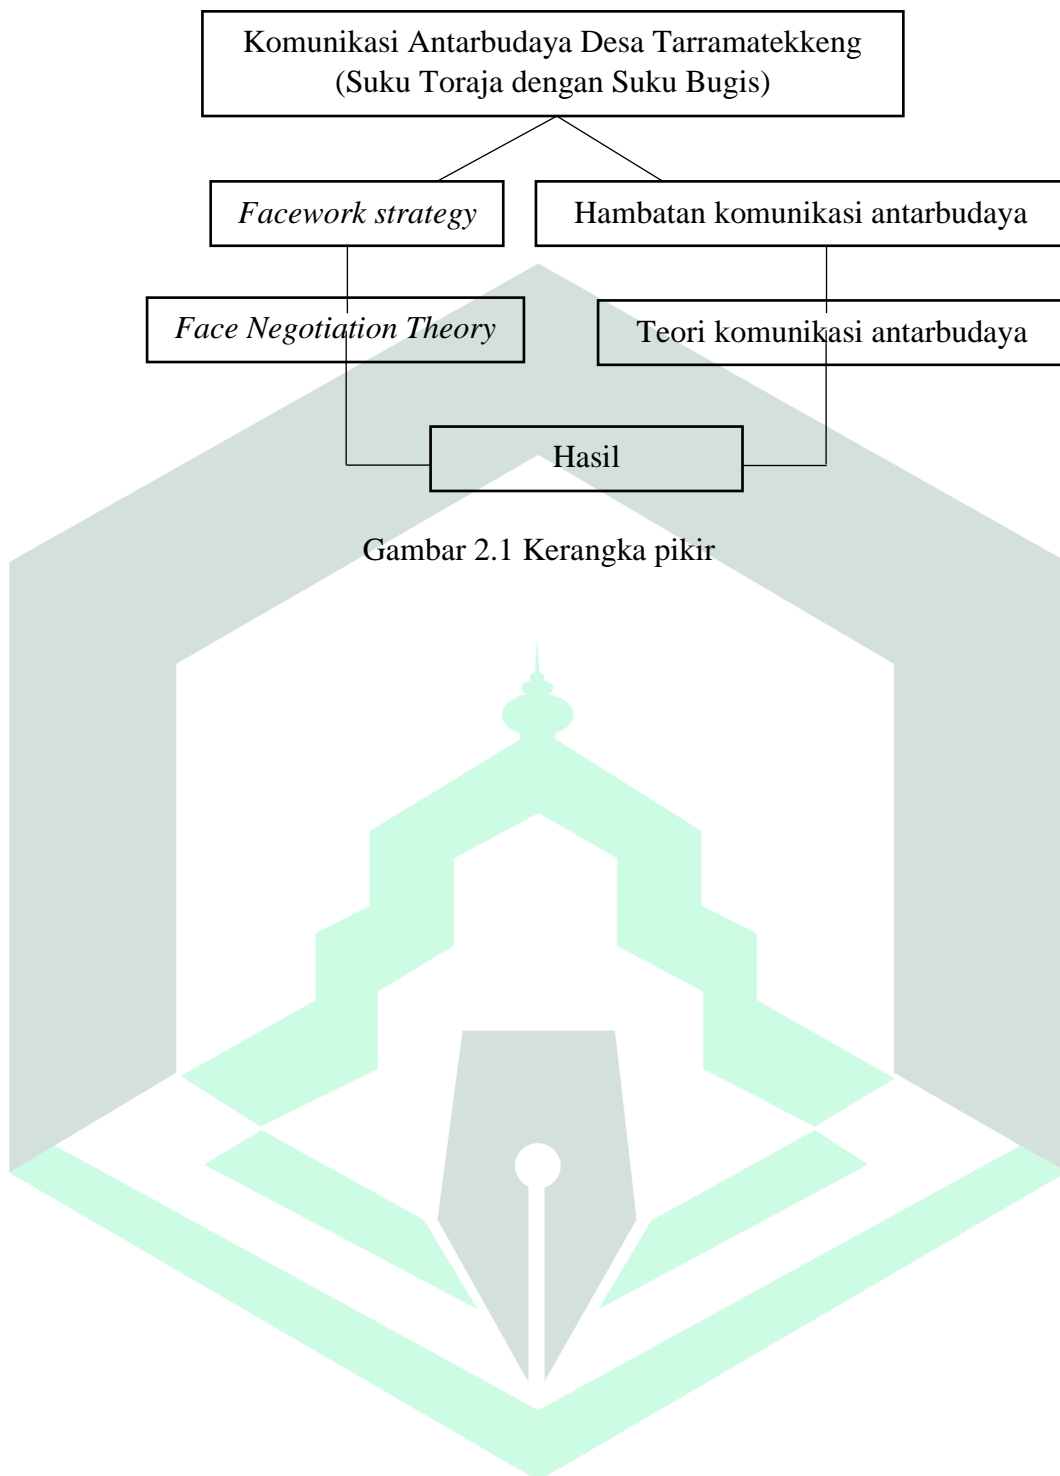 Komunikasi Antarbudaya Desa Tarramatekkeng
(Suku Toraja dengan Suku Bugis)
Facework strategy
Hambatan komunikasi antarbudaya
Face Negotiation Theory
Teori komunikasi antarbudaya
Hasil
Gambar 2.1 Kerangka pikir